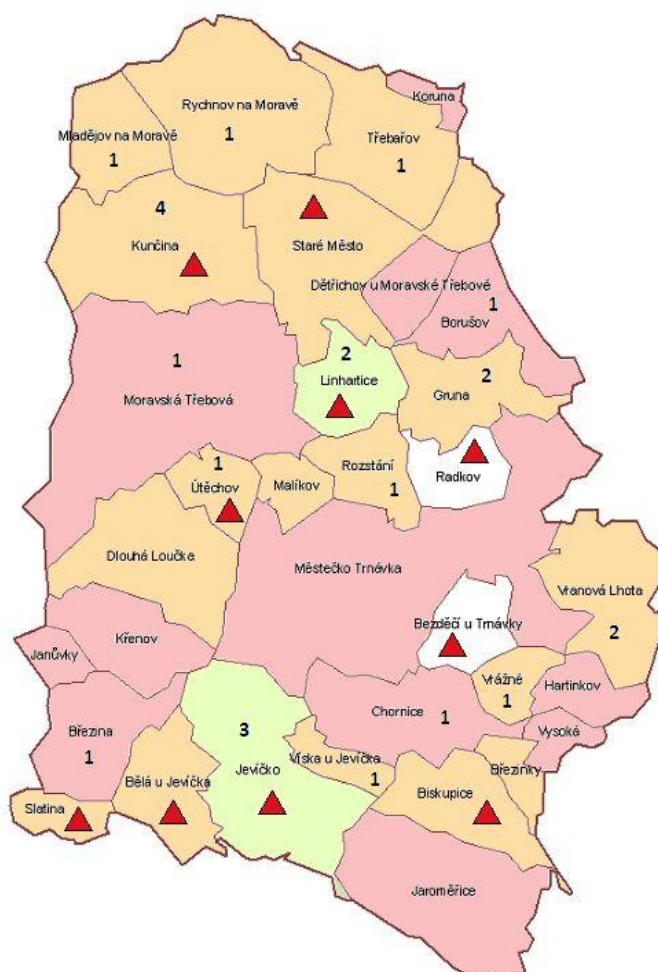 Koruna
Rychnov na Moravě
1
Mladějov na Moravě
1
Třebařov
1
4
Kunčina
Staré Město
Dětřichov u Moravské Třebové
1
Borušov
1
Moravská Třebová
2
Linhartice
2
Gruna
1
Útěchov
Malíkov
Rozstání
1
Radkov
Dlouhá Loučka
Městečko Trnávka
Vranová Lhota
2
Bezděčí u Trnávky
Křenov
Janůvky
Vrážné
1
Hartinkov
Chornice
1
Vysoká
Březina
1
3
Jevíčko
Víska u Jevíčka
1
Březinky
Bělá u Jevíčka
Biskupice
Slatina
Jaroměřice